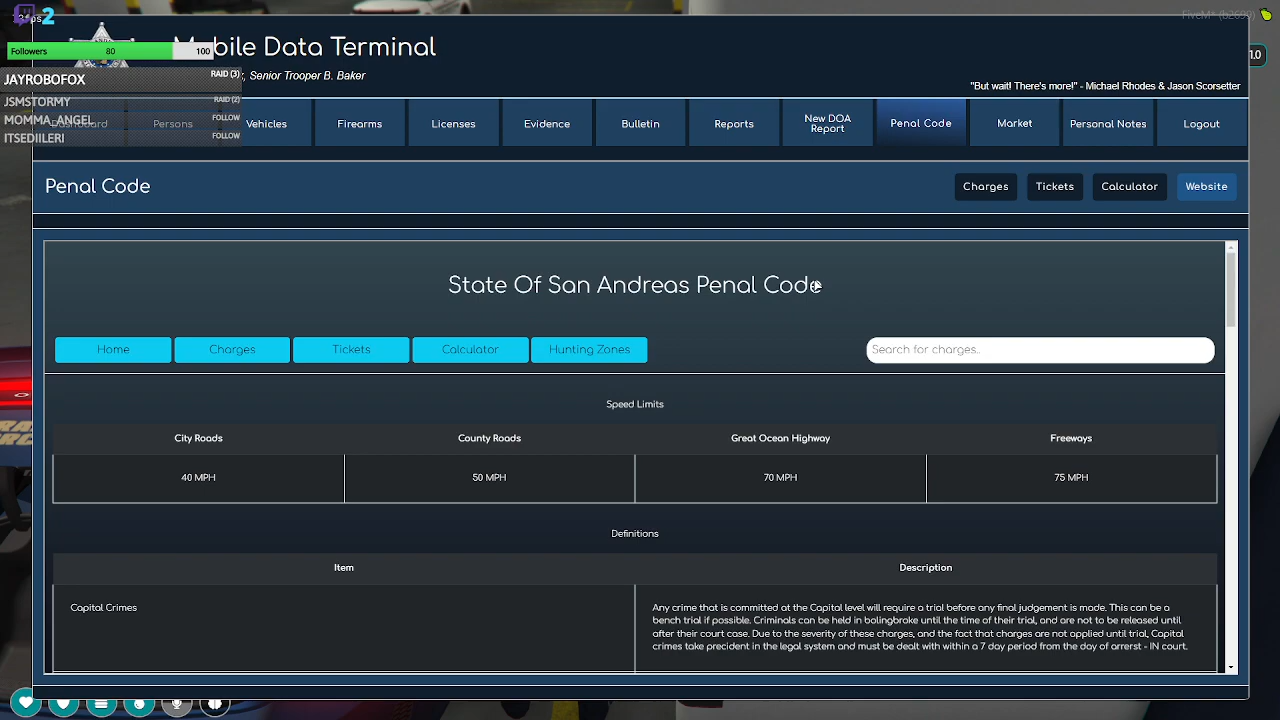 2
FiveM* (b2699)
Mobile Data Terminal
Followers 80 100
1.0
JAYROBOFOX RAID (3)
Senior Trooper B. Baker
"But wait! There's more!" - Michael Rhodes & Jason Scorsetter
JSMSTORMY RAID (2)
MOMMA_ANGEL FOLLOW
ITSEDIILERI FOLLOW
Dashboard Persons Vehicles Firearms Licenses Evidence Bulletin Reports New DOA Report Penal Code Market Personal Notes Logout
Penal Code Charges Tickets Calculator Website
State Of San Andreas Penal Code
Home Charges Tickets Calculator Hunting Zones Search for charges..
Speed Limits
City Roads County Roads Great Ocean Highway Freeways
40 MPH 50 MPH 70 MPH 75 MPH
Definitions
Item Description
Capital Crimes
Any crime that is committed at the Capital level will require a trial before any final judgement is made. This can be a
bench trial if possible. Criminals can be held in bolingbroke until the time of their trial, and are not to be released until
after their court case. Due to the severity of these charges, and the fact that charges are not applied until trial, Capital
crimes take precident in the legal system and must be dealt with within a 7 day period from the day of arrerst - IN court.